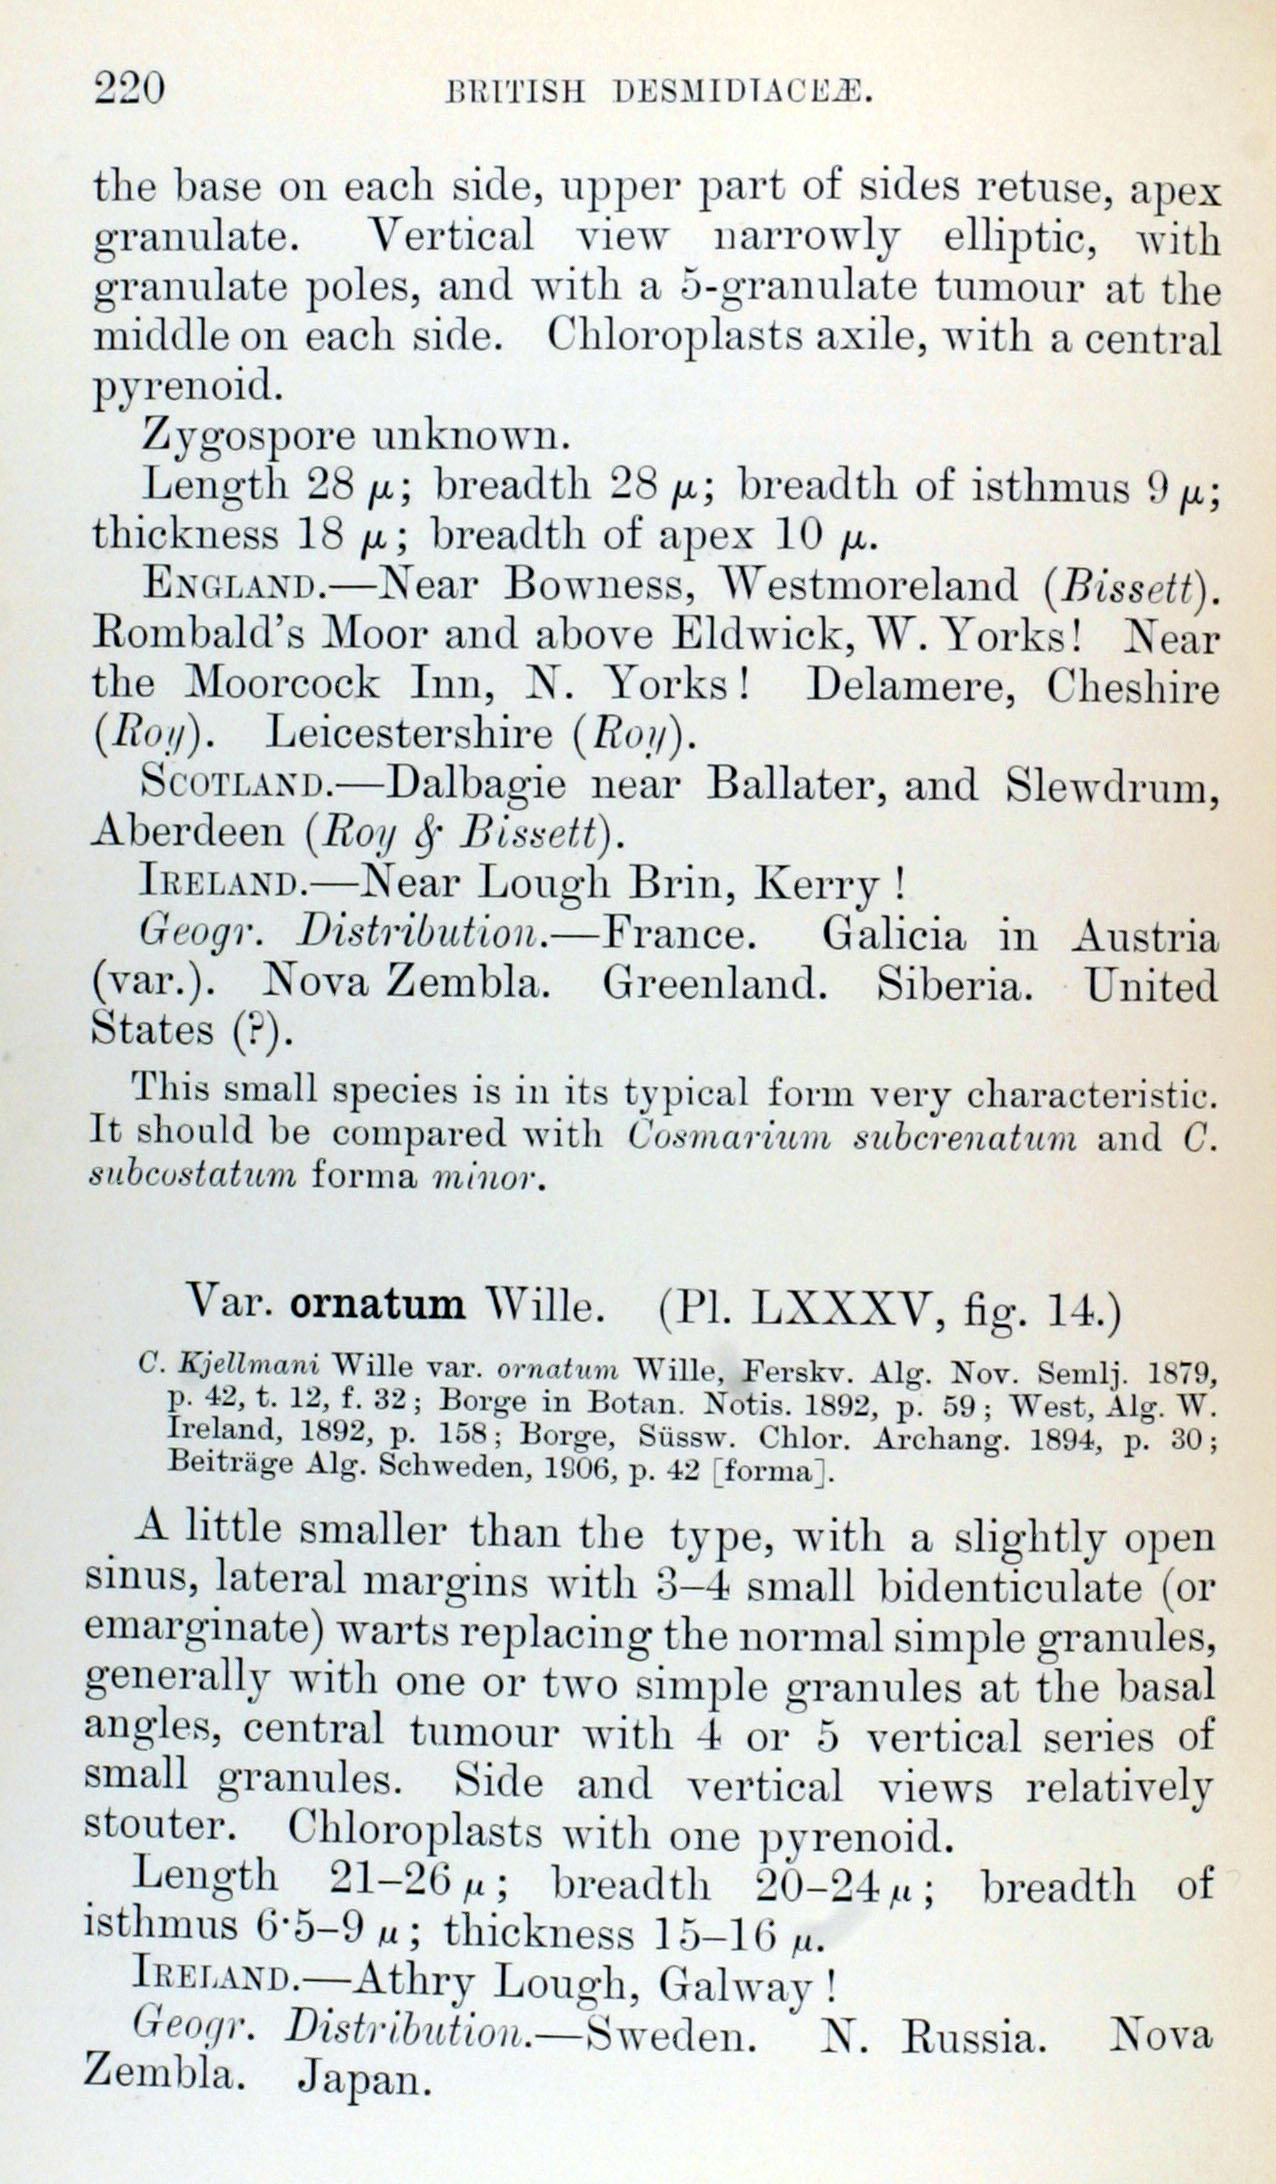 220
BRITISH DESMIDIACEÆ.
the base on each side, upper part of sides retuse, apex
granulate. Vertical view narrowly elliptic, with
granulate poles, and with a 5-granulate tumour at the
middle on each side. Chloroplasts axile, with a central
pyrenoid.
Zygospore unknown.
Length 28 μ; breadth 28 μ; breadth of isthmus 9 μ;
thickness 18 μ; breadth of apex 10 μ.
ENGLAND.—Near Bowness, Westmoreland (Bissett).
Rombald's Moor and above Eldwick, W. Yorks! Near
the Moorcock Inn, N. Yorks! Delamere, Cheshire
(Roy). Leicestershire (Roy).
SCOTLAND.—Dalbagie near Ballater, and Slewdrum,
Aberdeen (Roy & Bissett).
IRELAND.—Near Lough Brin, Kerry!
Geogr. Distribution.—France. Galicia in Austria
(var.). Nova Zembla. Greenland. Siberia. United
States (?).
This small species is in its typical form very characteristic.
It should be compared with Cosmarium subcrenatum and C.
subcostatum forma minor.
Var. ornatum Wille. (Pl. LXXXV, fig. 14.)
C. Kjellmani Wille var. ornatum Wille, Ferskv. Alg. Nov. Semlj. 1879,
p. 42, t. 12, f. 32; Borge in Botan. Notis. 1892, p. 59; West, Alg. W.
Ireland, 1892, p. 158; Borge, Süssw. Chlor. Archang. 1894, p. 30;
Beiträge Alg. Schweden, 1906, p. 42 [forma].
A little smaller than the type, with a slightly open
sinus, lateral margins with 3–4 small bidenticulate (or
emarginate) warts replacing the normal simple granules,
generally with one or two simple granules at the basal
angles, central tumour with 4 or 5 vertical series of
small granules. Side and vertical views relatively
stouter. Chloroplasts with one pyrenoid.
Length 21–26 μ; breadth 20–24 μ; breadth of
isthmus 6·5–9 μ; thickness 15–16 μ.
IRELAND.—Athry Lough, Galway!
Geogr. Distribution.—Sweden. N. Russia. Nova
Zembla. Japan.